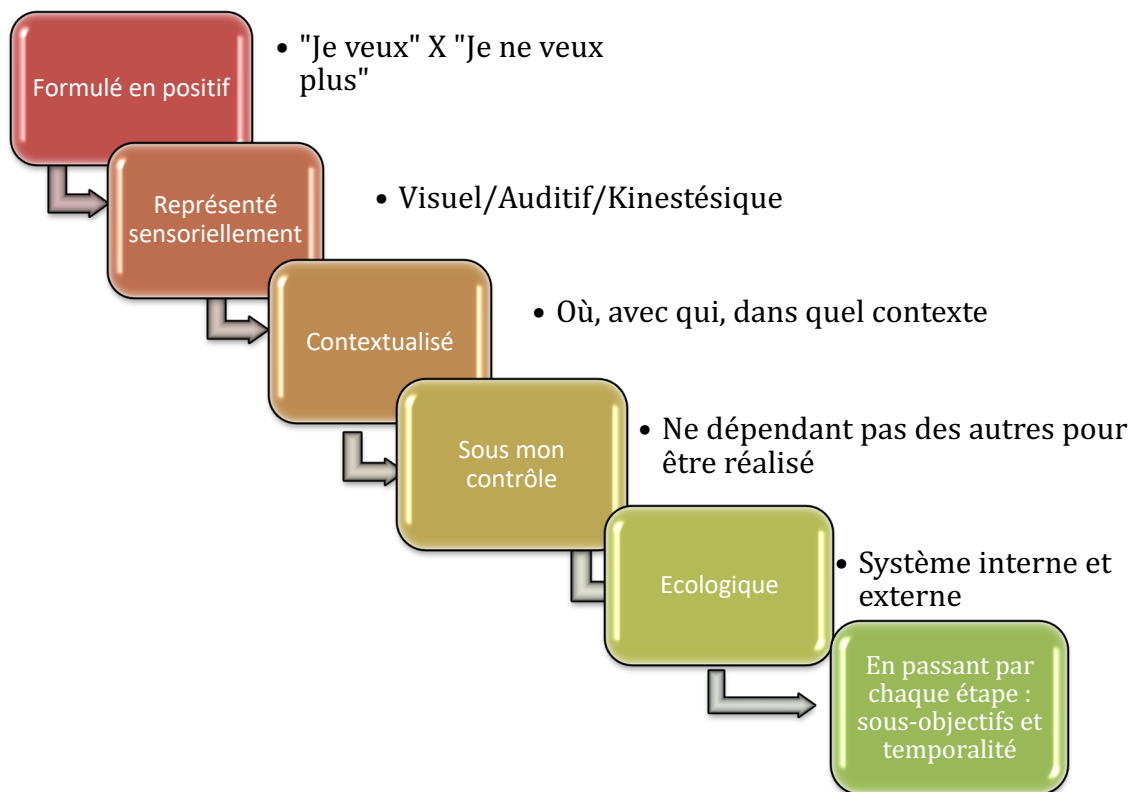 Formulé en positif
• "Je veux" X "Je ne veux
plus"
Représenté
sensoriellement
• Visuel/Auditif/Kinestésique
Contextualisé
• Où, avec qui, dans quel contexte
Sous mon
contrôle
• Ne dépendant pas des autres pour
être réalisé
Ecologique
• Système interne et
externe
En passant par
chaque étape :
sous-objectifs et
temporalité